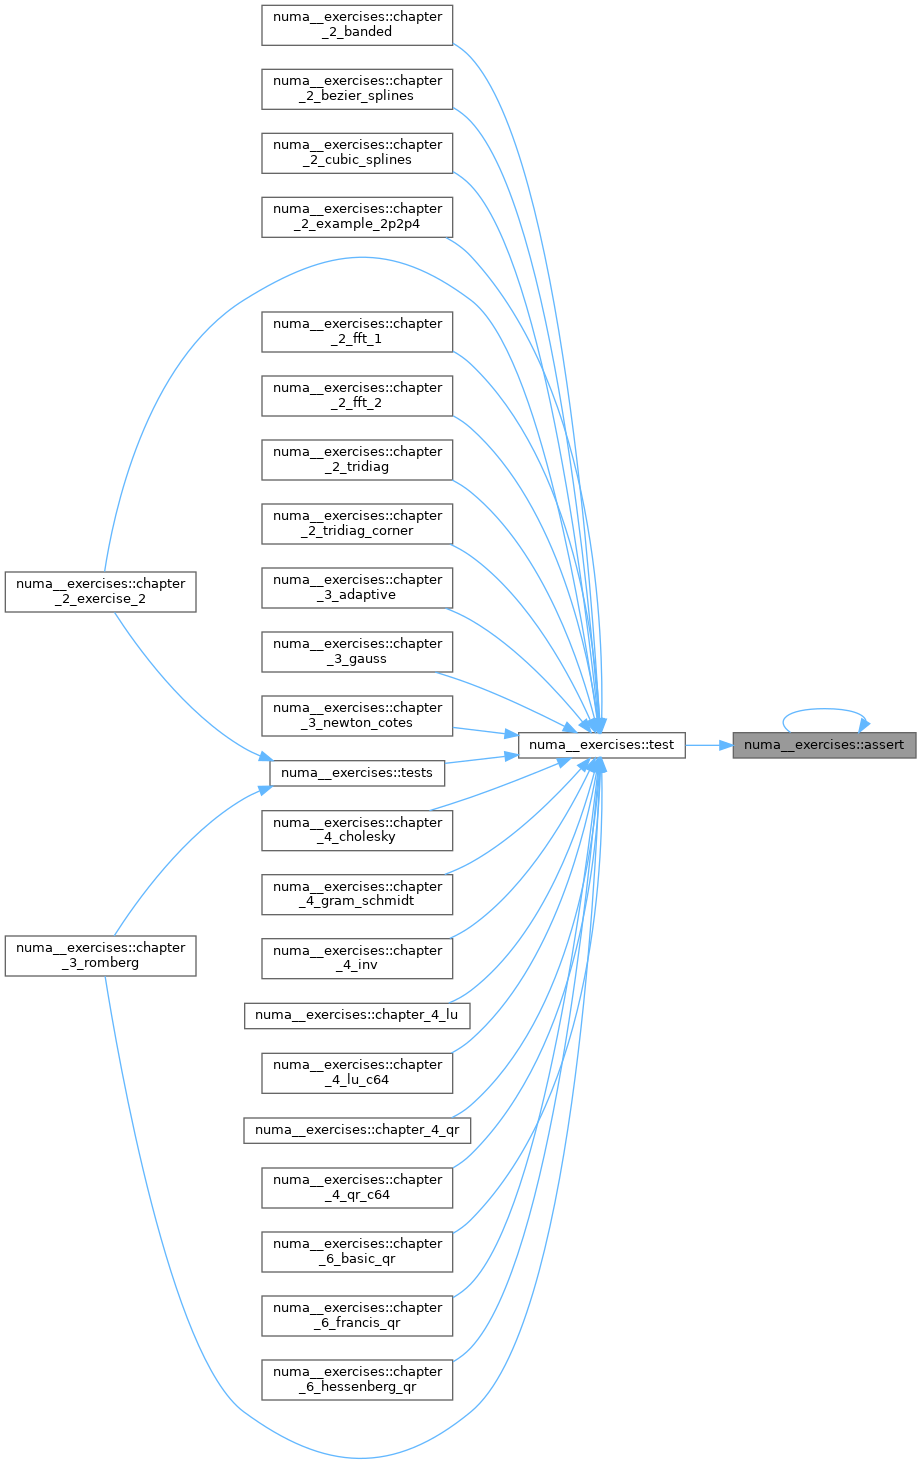 numa__exercises::chapter
_2_banded
numa__exercises::chapter
_2_bezier_splines
numa__exercises::chapter
_2_cubic_splines
numa__exercises::chapter
_2_example_2p2p4
numa__exercises::chapter
_2_fft_1
numa__exercises::chapter
_2_fft_2
numa__exercises::chapter
_2_tridiag
numa__exercises::chapter
_2_tridiag_corner
numa__exercises::chapter
_2_exercise_2
numa__exercises::chapter
_3_adaptive
numa__exercises::chapter
_3_gauss
numa__exercises::chapter
_3_newton_cotes
numa__exercises::test
numa__exercises::assert
numa__exercises::tests
numa__exercises::chapter
_4_cholesky
numa__exercises::chapter
_4_gram_schmidt
numa__exercises::chapter
_3_romberg
numa__exercises::chapter
_4_inv
numa__exercises::chapter_4_lu
numa__exercises::chapter
_4_lu_c64
numa__exercises::chapter_4_qr
numa__exercises::chapter
_4_qr_c64
numa__exercises::chapter
_6_basic_qr
numa__exercises::chapter
_6_francis_qr
numa__exercises::chapter
_6_hessenberg_qr